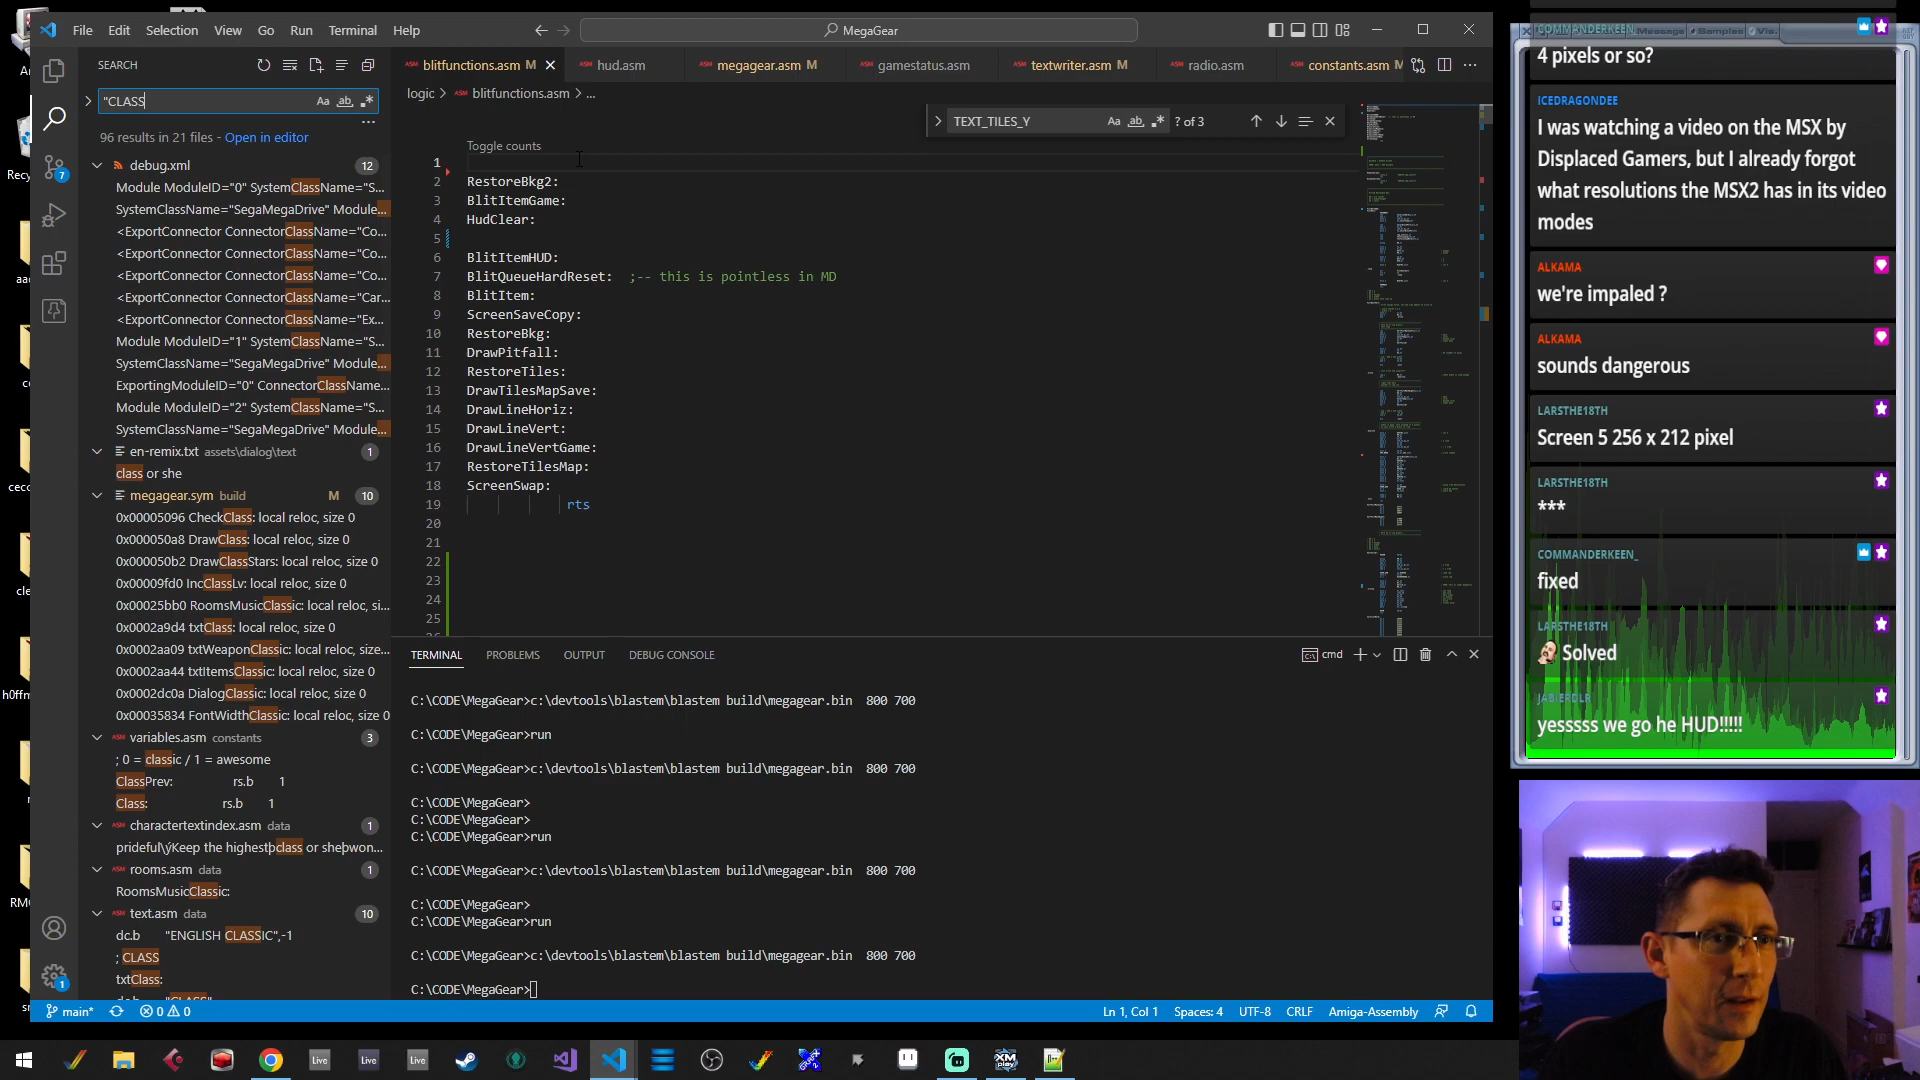 File Edit Selection View Go Run Terminal Help
MegaGear
SEARCH
"CLASS
Aa ab
96 results in 21 files - Open in editor
debug.xml 12
Module ModuleID="0" SystemClassName="S...
SystemClassName="SegaMegaDrive" Module...
<ExportConnector ConnectorClassName="Co...
<ExportConnector ConnectorClassName="Co...
<ExportConnector ConnectorClassName="Co...
<ExportConnector ConnectorClassName="Car...
<ExportConnector ConnectorClassName="Ex...
Module ModuleID="1" SystemClassName="S...
SystemClassName="SegaMegaDrive" Module...
ExportingModuleID="0" ConnectorClassName...
Module ModuleID="2" SystemClassName="S...
SystemClassName="SegaMegaDrive" Module...
en-remix.txt assets\dialog\text 1
class or she
megagear.sym build M 10
0x00005096 CheckClass: local reloc, size 0
0x000050a8 DrawClass: local reloc, size 0
0x000050b2 DrawClassStars: local reloc, size 0
0x00009fd0 IncClassLv: local reloc, size 0
0x00025bb0 RoomsMusicClassic: local reloc, si...
0x0002a9d4 txtClass: local reloc, size 0
0x0002aa09 txtWeaponClassic: local reloc, size...
0x0002aa44 txtItemsClassic: local reloc, size 0
0x0002dc0a DialogClassic: local reloc, size 0
0x00035834 FontWidthClassic: local reloc, size 0
variables.asm constants 3
; 0 = classic / 1 = awesome
ClassPrev: rs.b 1
Class: rs.b 1
charactertextindex.asm data 1
prideful\ýKeep the highestþclass or sheþwon...
rooms.asm data 1
RoomsMusicClassic:
text.asm data 10
dc.b "ENGLISH CLASSIC",-1
; CLASS
txtClass:
blitfunctions.asm M hud.asm megagear.asm M gamestatus.asm textwriter.asm M radio.asm constants.asm M
logic > blitfunctions.asm > ...
TEXT_TILES_Y Aa ab ? of 3
Toggle counts
1
2 RestoreBkg2:
3 BlitItemGame:
4 HudClear:
5
6 BlitItemHUD:
7 BlitQueueHardReset: ;-- this is pointless in MD
8 BlitItem:
9 ScreenSaveCopy:
10 RestoreBkg:
11 DrawPitfall:
12 RestoreTiles:
13 DrawTilesMapSave:
14 DrawLineHoriz:
15 DrawLineVert:
16 DrawLineVertGame:
17 RestoreTilesMap:
18 ScreenSwap:
19 rts
20
21
22
23
24
25
TERMINAL PROBLEMS OUTPUT DEBUG CONSOLE
cmd
C:\CODE\MegaGear>c:\devtools\blastem\blastem build\megagear.bin 800 700
C:\CODE\MegaGear>run
C:\CODE\MegaGear>c:\devtools\blastem\blastem build\megagear.bin 800 700
C:\CODE\MegaGear>
C:\CODE\MegaGear>
C:\CODE\MegaGear>run
C:\CODE\MegaGear>c:\devtools\blastem\blastem build\megagear.bin 800 700
C:\CODE\MegaGear>
C:\CODE\MegaGear>run
C:\CODE\MegaGear>c:\devtools\blastem\blastem build\megagear.bin 800 700
C:\CODE\MegaGear>
main* 0 0 Ln 1, Col 1 Spaces: 4 UTF-8 CRLF Amiga-Assembly
COMMANDERKEEN_
4 pixels or so?
ICEDRAGONDEE
I was watching a video on the MSX by
Displaced Gamers, but I already forgot
what resolutions the MSX2 has in its video
modes
ALKAMA
we're impaled ?
ALKAMA
sounds dangerous
LARSTHE18TH
Screen 5 256 x 212 pixel
LARSTHE18TH
***
COMMANDERKEEN_
fixed
LARSTHE18TH
Solved
JABIERDLR
yesssss we go he HUD!!!!!
Live Live Live
XM play